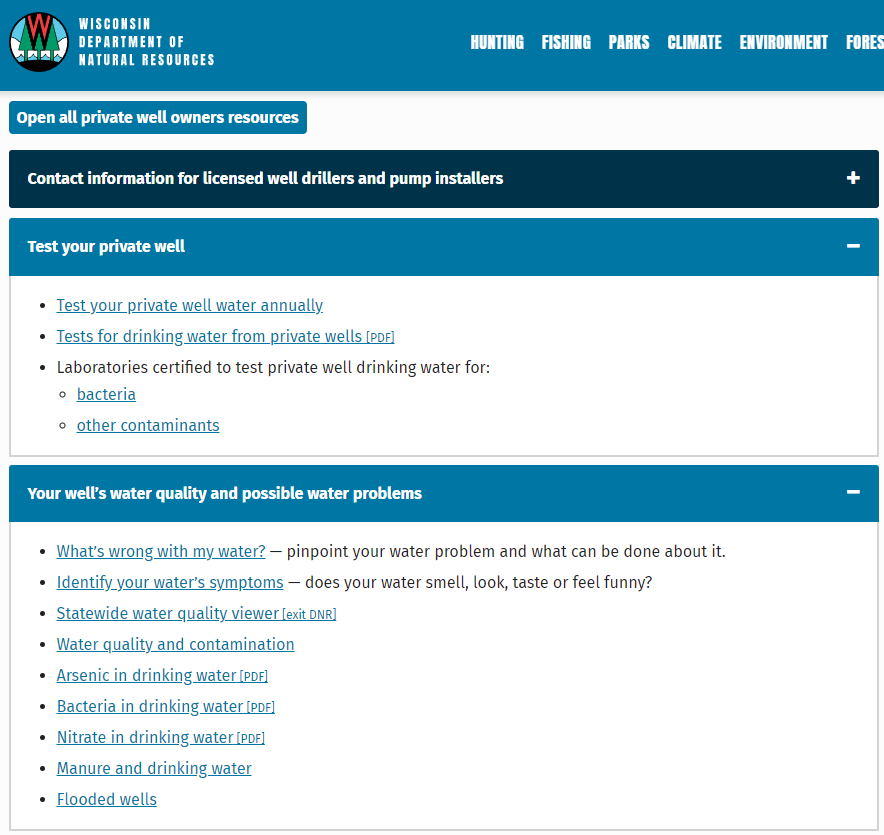 W
WISCONSIN
DEPARTMENT OF
NATURAL RESOURCES
HUNTING FISHING PARKS CLIMATE ENVIRONMENT FORES
Open all private well owners resources
Contact information for licensed well drillers and pump installers +
Test your private well −
• Test your private well water annually
• Tests for drinking water from private wells [PDF]
• Laboratories certified to test private well drinking water for:
◦ bacteria
◦ other contaminants
Your well’s water quality and possible water problems −
• What’s wrong with my water? — pinpoint your water problem and what can be done about it.
• Identify your water’s symptoms — does your water smell, look, taste or feel funny?
• Statewide water quality viewer [exit DNR]
• Water quality and contamination
• Arsenic in drinking water [PDF]
• Bacteria in drinking water [PDF]
• Nitrate in drinking water [PDF]
• Manure and drinking water
• Flooded wells